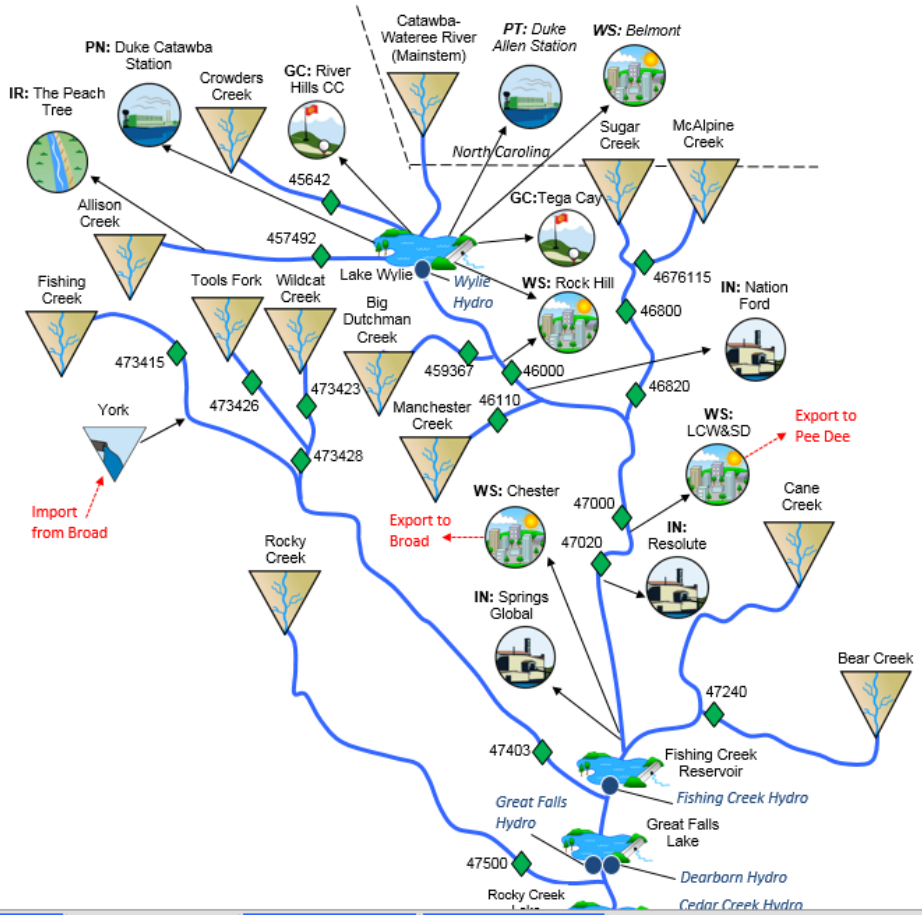 Catawba-
Wateree River
(Mainstem)
PT: Duke
Allen Station
WS: Belmont
PN: Duke Catawba
Station
Crowders
Creek
GC: River
Hills CC
IR: The Peach
Tree
Sugar
Creek
McAlpine
Creek
North Carolina
45642
Allison
Creek
GC:Tega Cay
457492
Lake Wylie
Wylie
Hydro
4676115
Fishing
Creek
Tools Fork
Wildcat
Creek
Big
Dutchman
Creek
WS: Rock Hill
IN: Nation
Ford
46800
473415
459367
46000
473426
473423
46110
46820
York
Manchester
Creek
WS:
LCW&SD
Export to
Pee Dee
473428
Import
from Broad
WS: Chester
Export to
Broad
47000
47020
Cane
Creek
IN:
Resolute
Rocky
Creek
IN: Springs
Global
Bear Creek
47240
47403
Fishing Creek
Reservoir
Fishing Creek Hydro
Great Falls
Hydro
Great Falls
Lake
47500
Dearborn Hydro
Rocky Creek
Lake
Cedar Creek Hydro